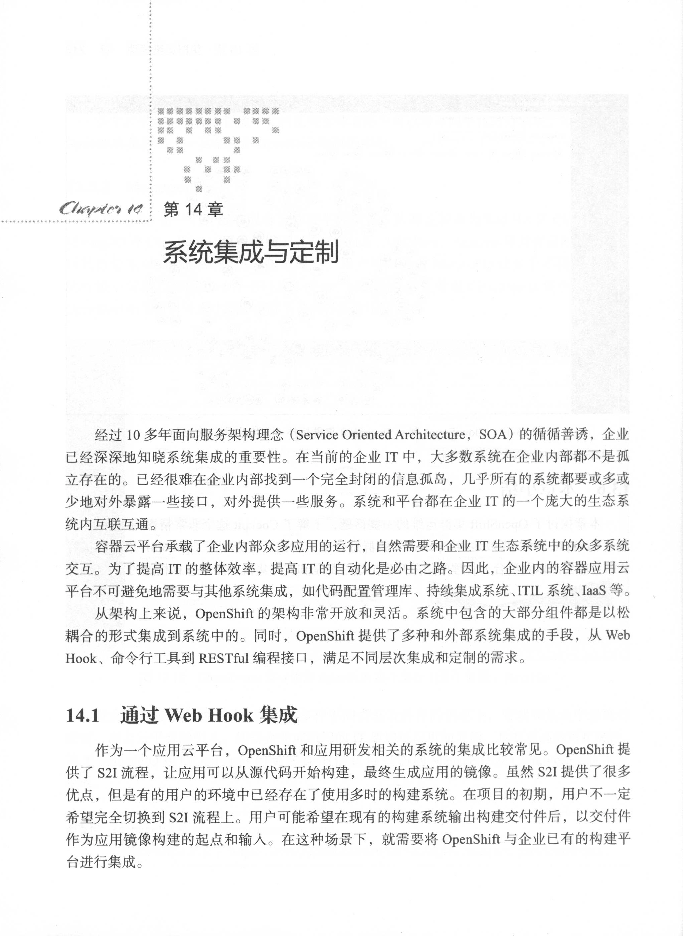 Chapter 14
第 14 章
系统集成与定制
经过 10 多年面向服务架构理念（Service Oriented Architecture，SOA）的循循善诱，企业
已经深深地知晓系统集成的重要性。在当前的企业 IT 中，大多数系统在企业内部都不是孤
立存在的。已经很难在企业内部找到一个完全封闭的信息孤岛，几乎所有的系统都要或多或
少地对外暴露一些接口，对外提供一些服务。系统和平台都在企业 IT 的一个庞大的生态系
统内互联互通。
容器云平台承载了企业内部众多应用的运行，自然需要和企业 IT 生态系统中的众多系统
交互。为了提高 IT 的整体效率，提高 IT 的自动化是必由之路。因此，企业内的容器应用云
平台不可避免地需要与其他系统集成，如代码配置管理库、持续集成系统、ITIL 系统、IaaS 等。
从架构上来说，OpenShift 的架构非常开放和灵活。系统中包含的大部分组件都是以松
耦合的形式集成到系统中的。同时，OpenShift 提供了多种和外部系统集成的手段，从 Web
Hook、命令行工具到 RESTful 编程接口，满足不同层次集成和定制的需求。
14.1 通过 Web Hook 集成
作为一个应用云平台，OpenShift 和应用研发相关的系统的集成比较常见。OpenShift 提
供了 S2I 流程，让应用可以从源代码开始构建，最终生成应用的镜像。虽然 S2I 提供了很多
优点，但是有的用户的环境中已经存在了使用多时的构建系统。在项目的初期，用户不一定
希望完全切换到 S2I 流程上。用户可能希望在现有的构建系统输出构建交付件后，以交付件
作为应用镜像构建的起点和输入。在这种场景下，就需要将 OpenShift 与企业已有的构建平
台进行集成。